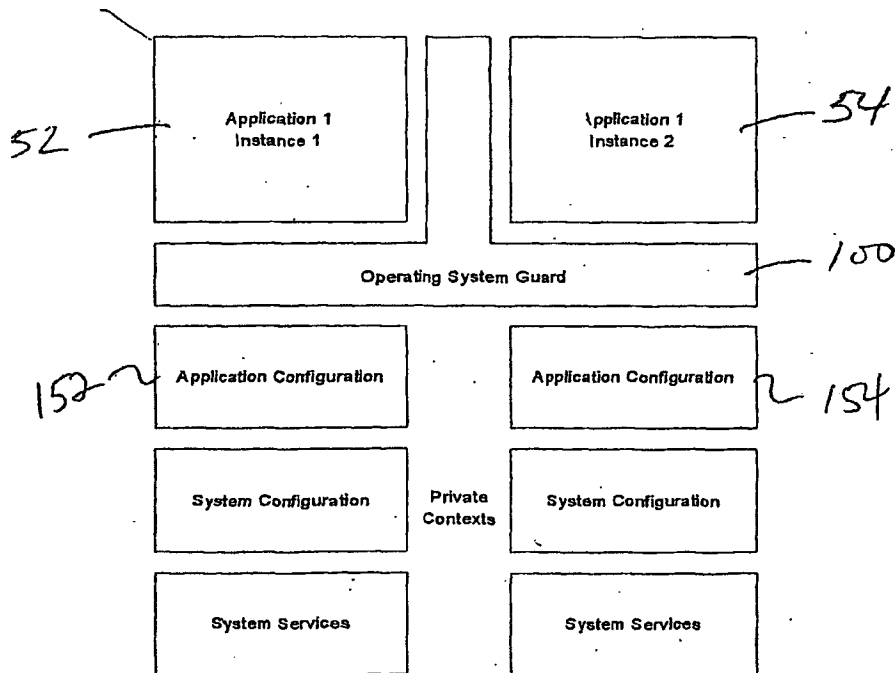 Application 1
Instance 1
Application 1
Instance 2
52
54
Operating System Guard
100
Application Configuration
Application Configuration
152
154
System Configuration
Private
Contexts
System Configuration
System Services
System Services